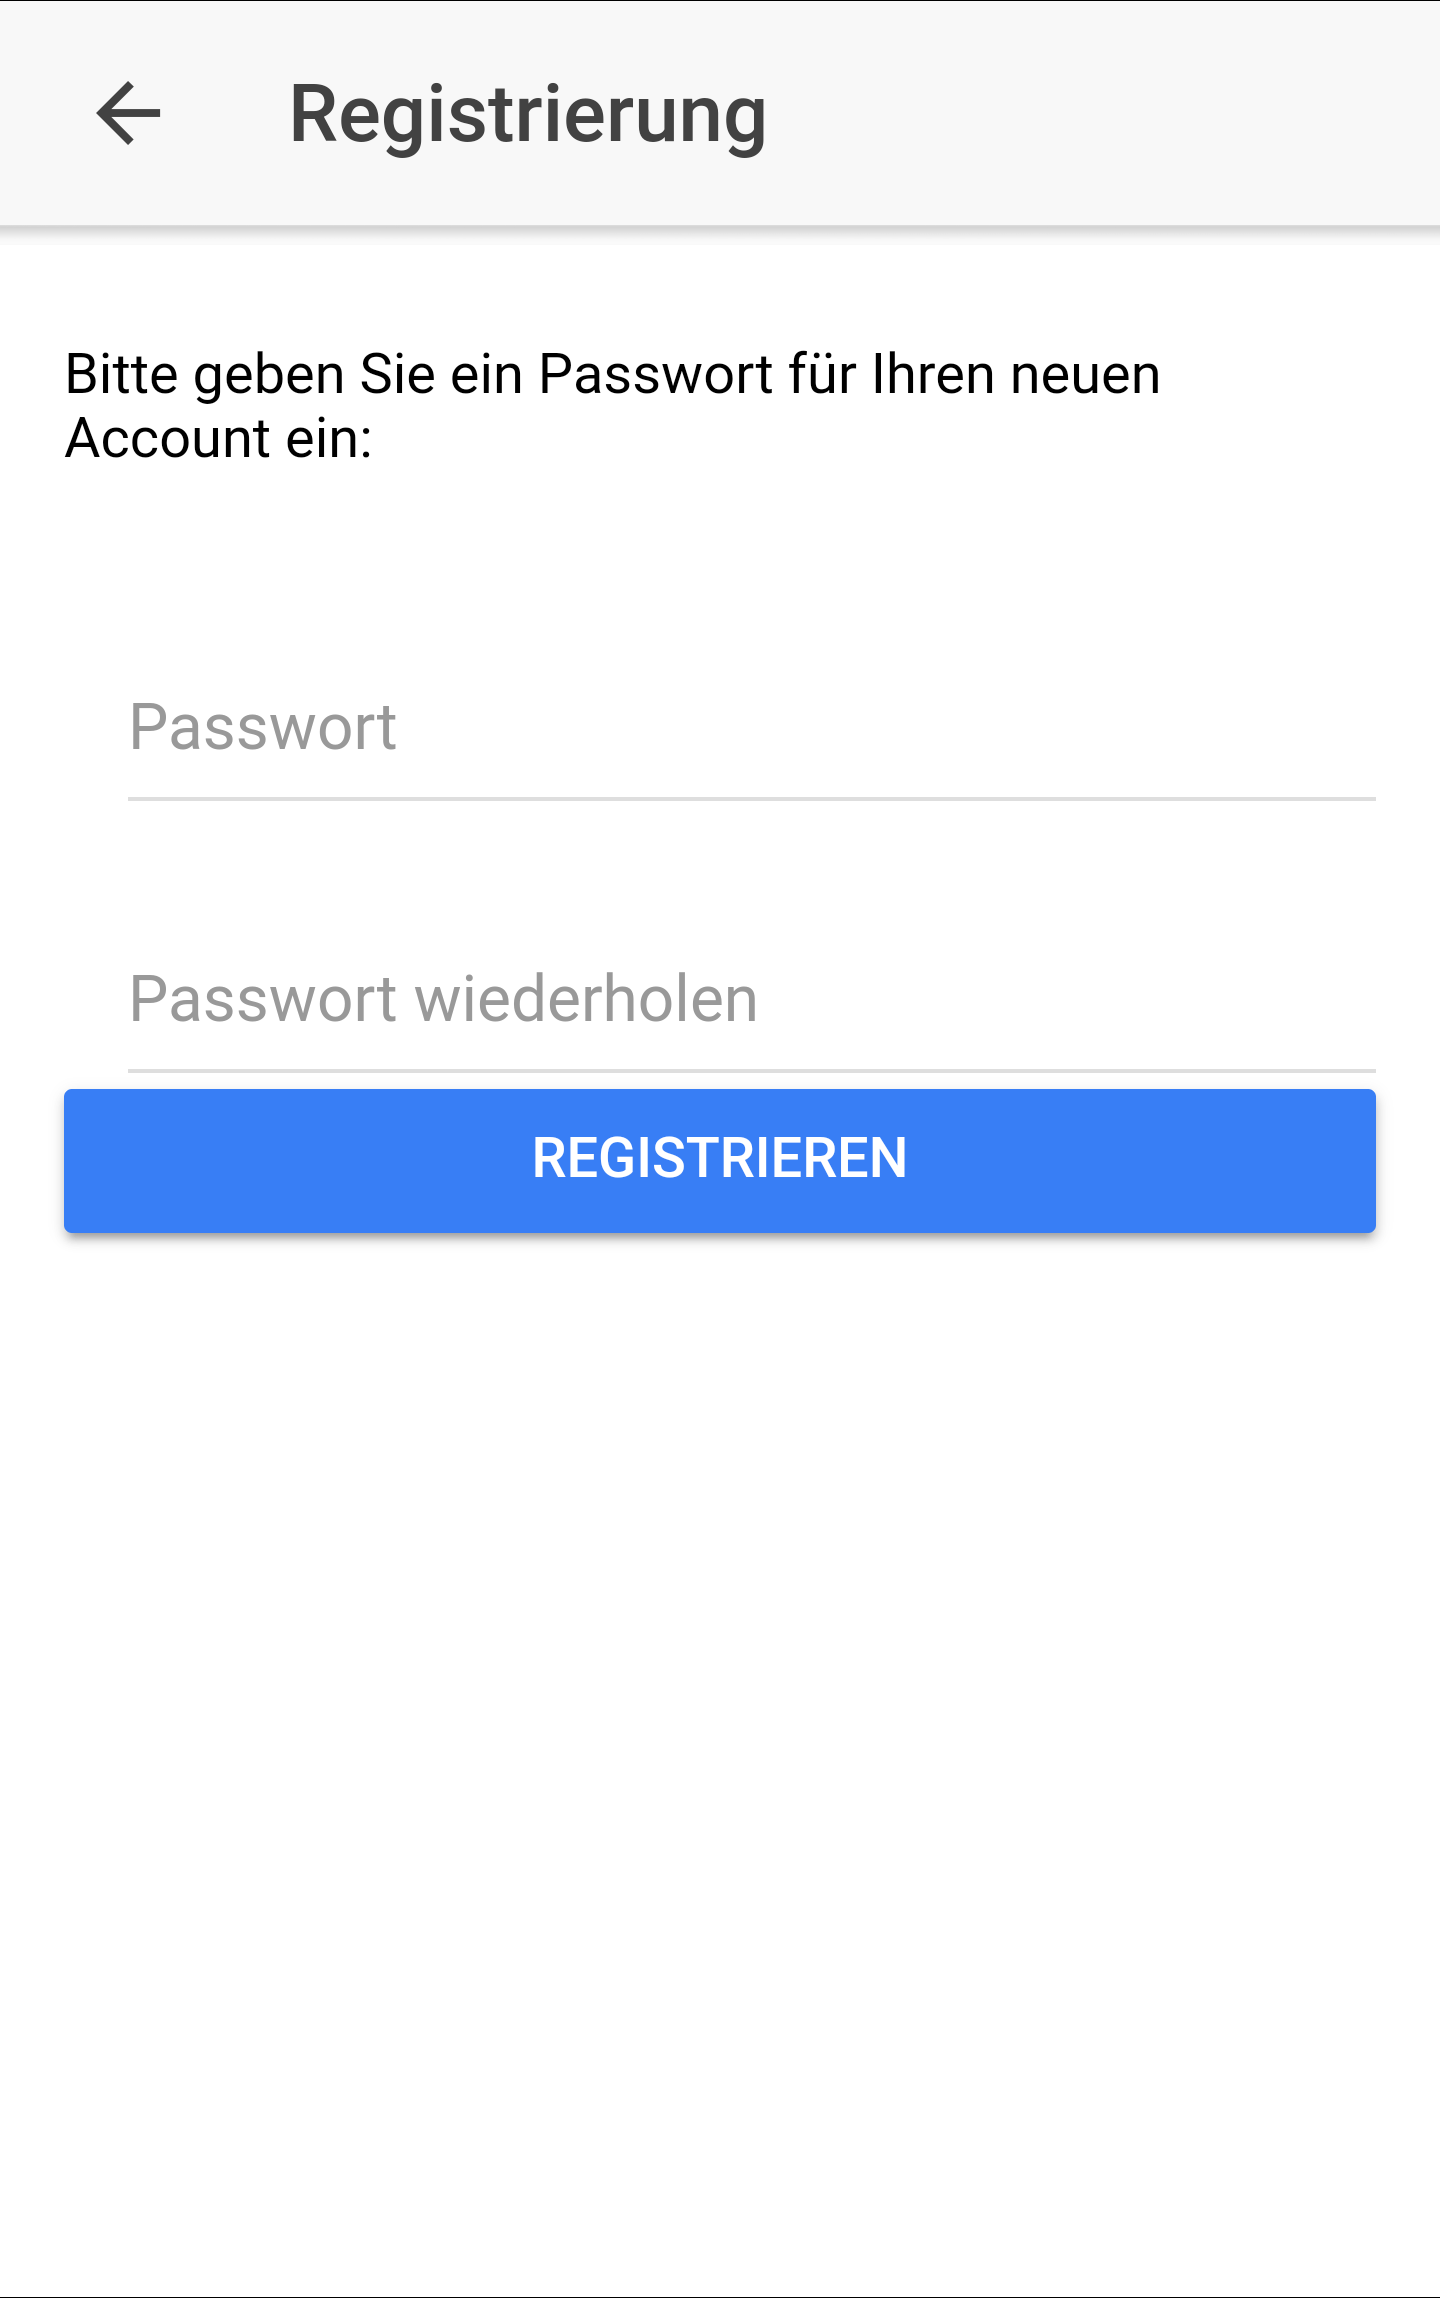 Registrierung
Bitte geben Sie ein Passwort für Ihren neuen
Account ein:
Passwort
Passwort wiederholen
REGISTRIEREN